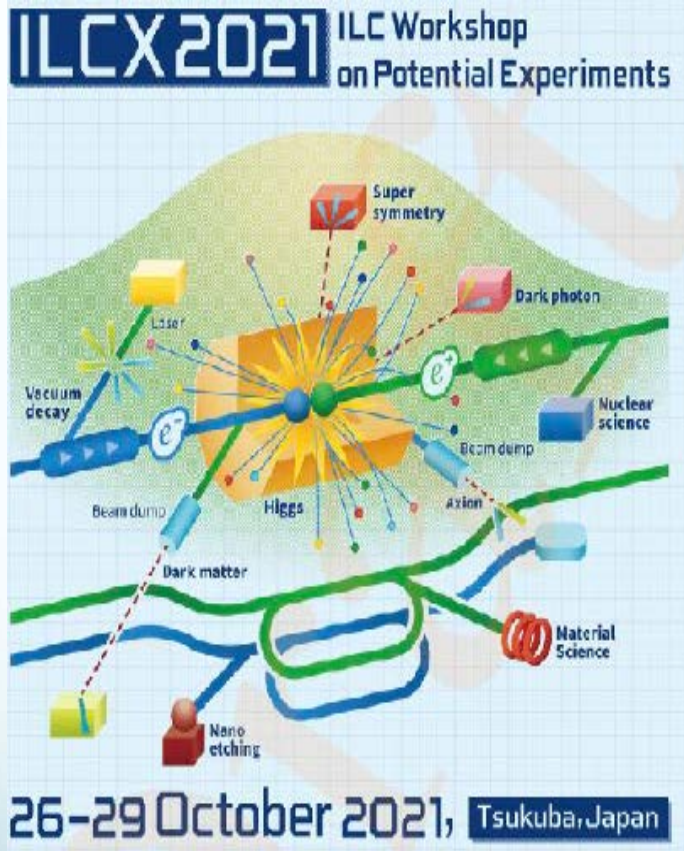 ILCX2021
ILC Workshop
on Potential Experiments
Super
symmetry
Dark photon
Laser
Vacuum
decay
e⁺
e⁻
Nuclear
science
Beam dump
Beam dump
Higgs
Axion
Dark matter
Material
Science
Nano
etching
26-29 October 2021,
Tsukuba, Japan